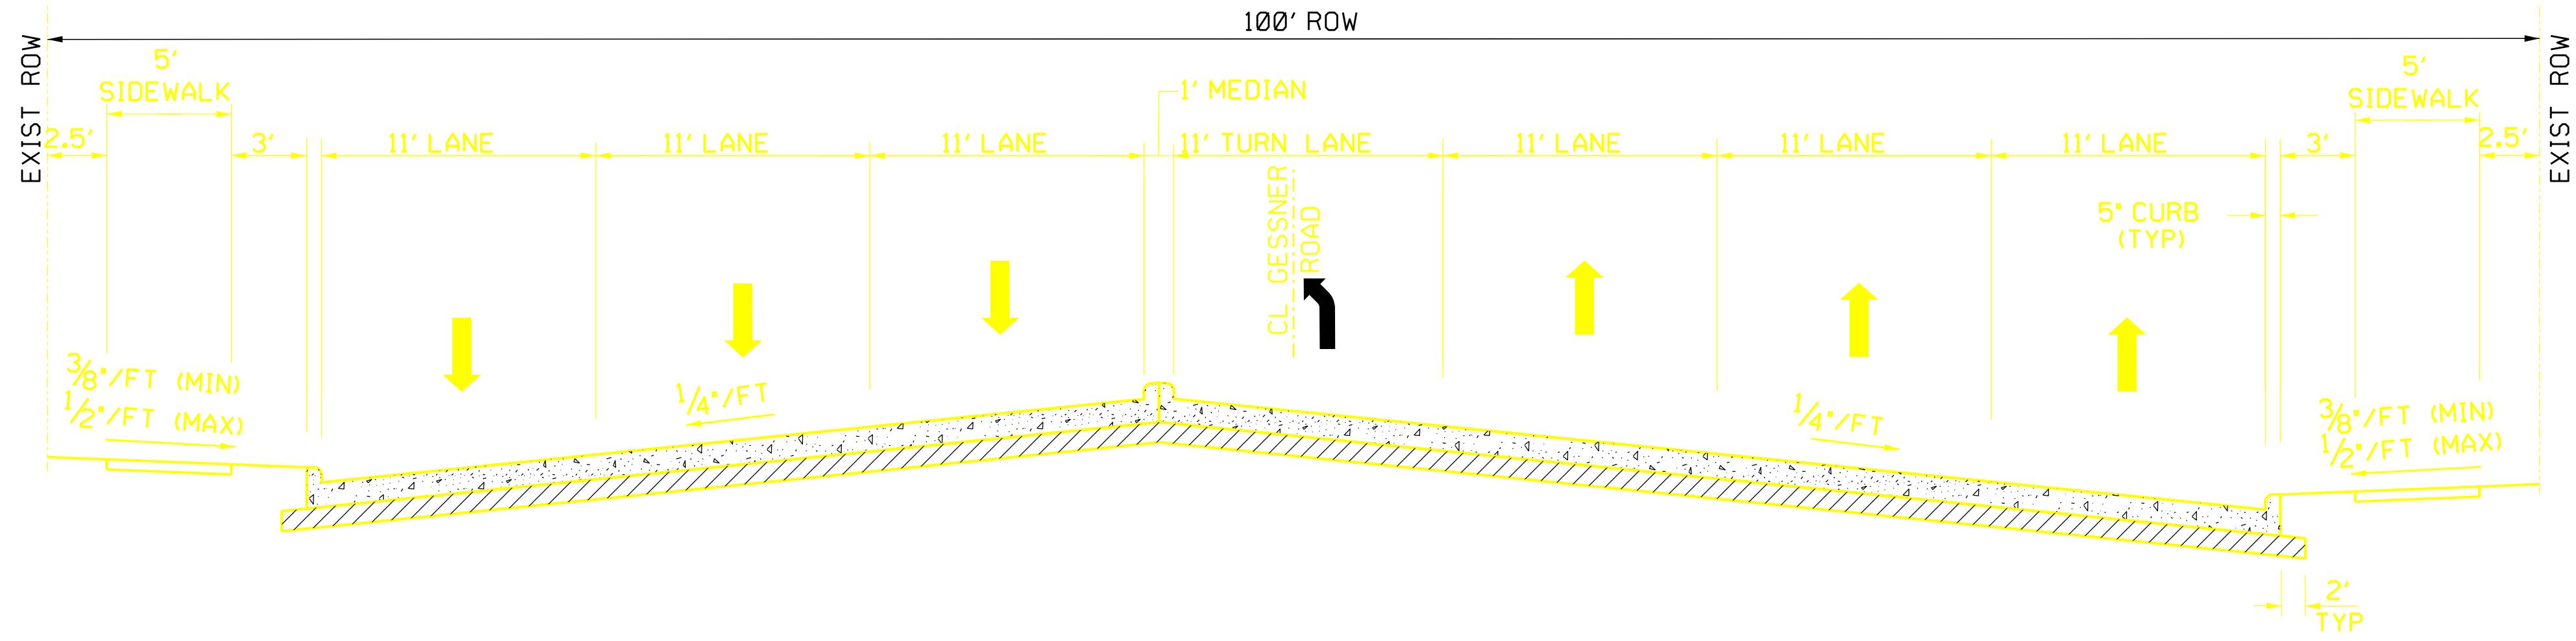 100' ROW
EXIST ROW
EXIST ROW
5'
SIDEWALK
1' MEDIAN
5'
SIDEWALK
2.5'
3'
11' LANE
11' LANE
11' LANE
11' TURN LANE
11' LANE
11' LANE
11' LANE
3'
2.5'
CL GESSNER
ROAD
5" CURB
(TYP)
3/8"/FT (MIN)
1/2"/FT (MAX)
1/4"/FT
1/4"/FT
3/8"/FT (MIN)
1/2"/FT (MAX)
2'
TYP